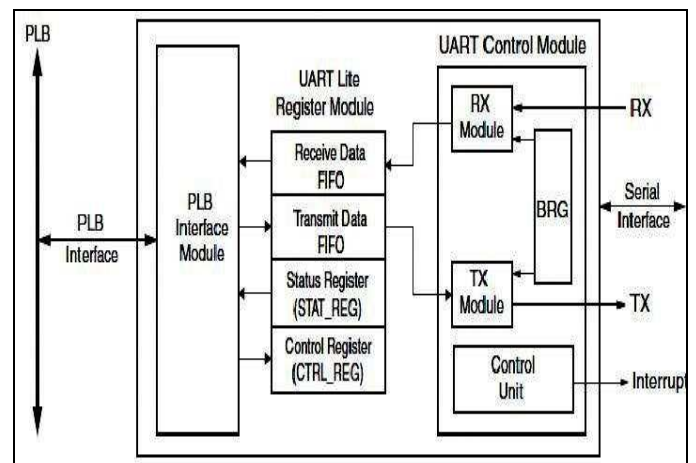 PLB
UART Control Module
UART Lite
Register Module
RX
Module
RX
Receive Data
FIFO
BRG
Serial
Interface
PLB
Interface
PLB
Interface
Module
Transmit Data
FIFO
TX
Module
TX
Status Register
(STAT_REG)
Control Register
(CTRL_REG)
Control
Unit
Interrupt